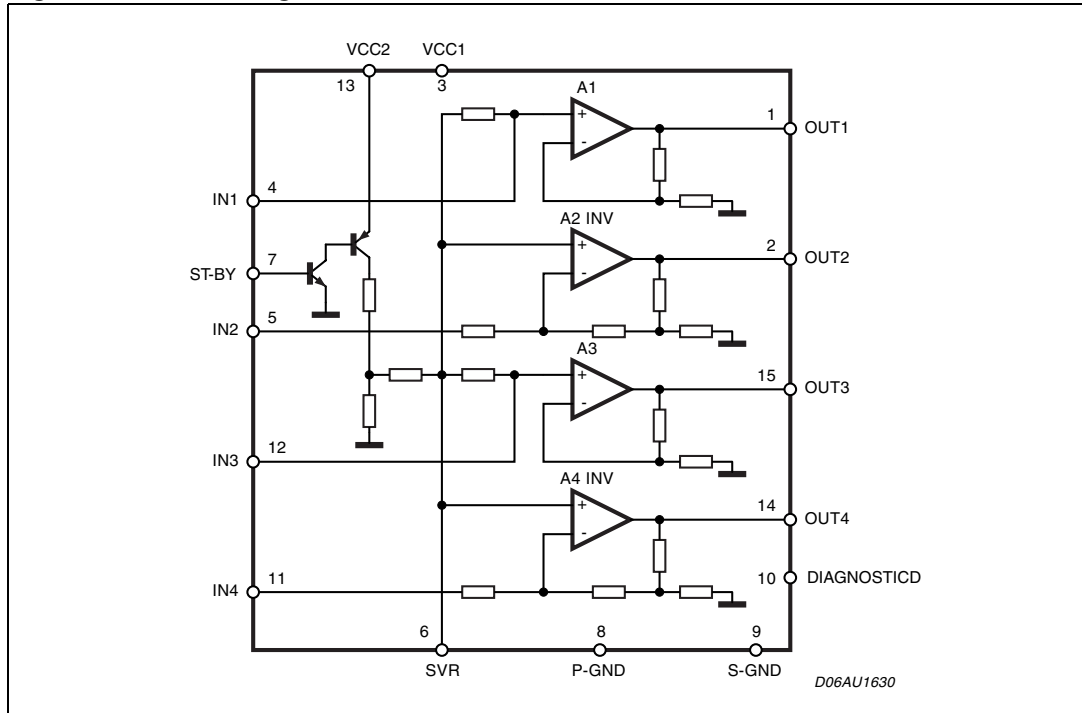 VCC2 VCC1
13 3
A1
+
-
1 OUT1
IN1 4
A2 INV
+
-
2 OUT2
ST-BY 7
IN2 5
A3
+
-
15 OUT3
IN3 12
A4 INV
+
-
14 OUT4
10 DIAGNOSTICD
IN4 11
6 8 9
SVR P-GND S-GND
D06AU1630